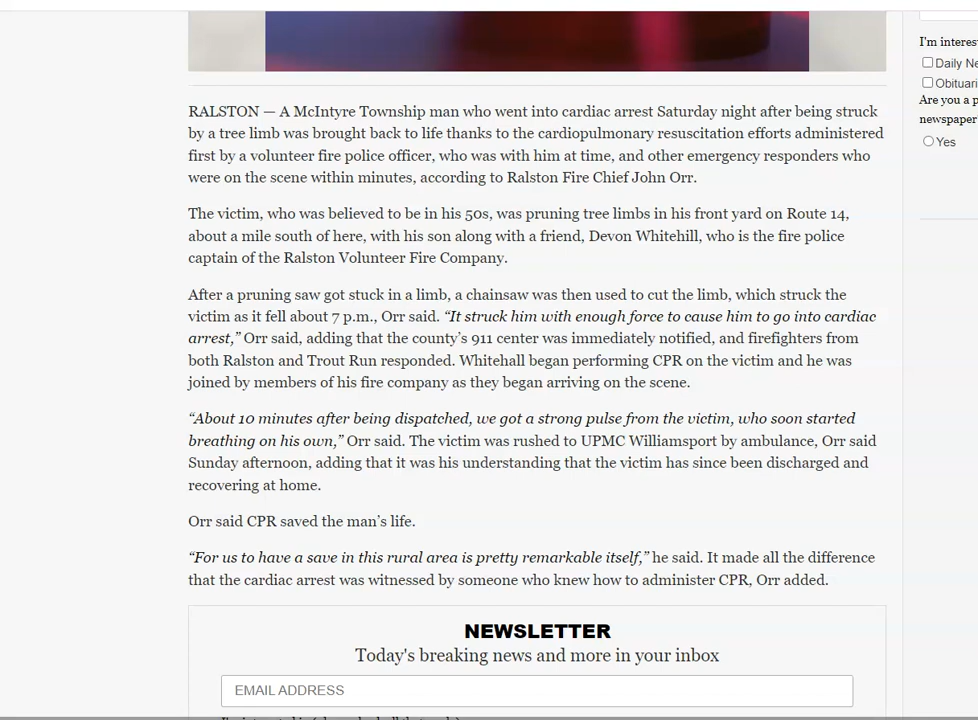 RALSTON — A McIntyre Township man who went into cardiac arrest Saturday night after being struck
by a tree limb was brought back to life thanks to the cardiopulmonary resuscitation efforts administered
first by a volunteer fire police officer, who was with him at time, and other emergency responders who
were on the scene within minutes, according to Ralston Fire Chief John Orr.
The victim, who was believed to be in his 50s, was pruning tree limbs in his front yard on Route 14,
about a mile south of here, with his son along with a friend, Devon Whitehill, who is the fire police
captain of the Ralston Volunteer Fire Company.
After a pruning saw got stuck in a limb, a chainsaw was then used to cut the limb, which struck the
victim as it fell about 7 p.m., Orr said. “It struck him with enough force to cause him to go into cardiac
arrest,” Orr said, adding that the county’s 911 center was immediately notified, and firefighters from
both Ralston and Trout Run responded. Whitehall began performing CPR on the victim and he was
joined by members of his fire company as they began arriving on the scene.
“About 10 minutes after being dispatched, we got a strong pulse from the victim, who soon started
breathing on his own,” Orr said. The victim was rushed to UPMC Williamsport by ambulance, Orr said
Sunday afternoon, adding that it was his understanding that the victim has since been discharged and
recovering at home.
Orr said CPR saved the man’s life.
“For us to have a save in this rural area is pretty remarkable itself,” he said. It made all the difference
that the cardiac arrest was witnessed by someone who knew how to administer CPR, Orr added.
NEWSLETTER
Today's breaking news and more in your inbox
EMAIL ADDRESS
I'm interes
Daily Ne
Obituari
Are you a p
newspaper
Yes